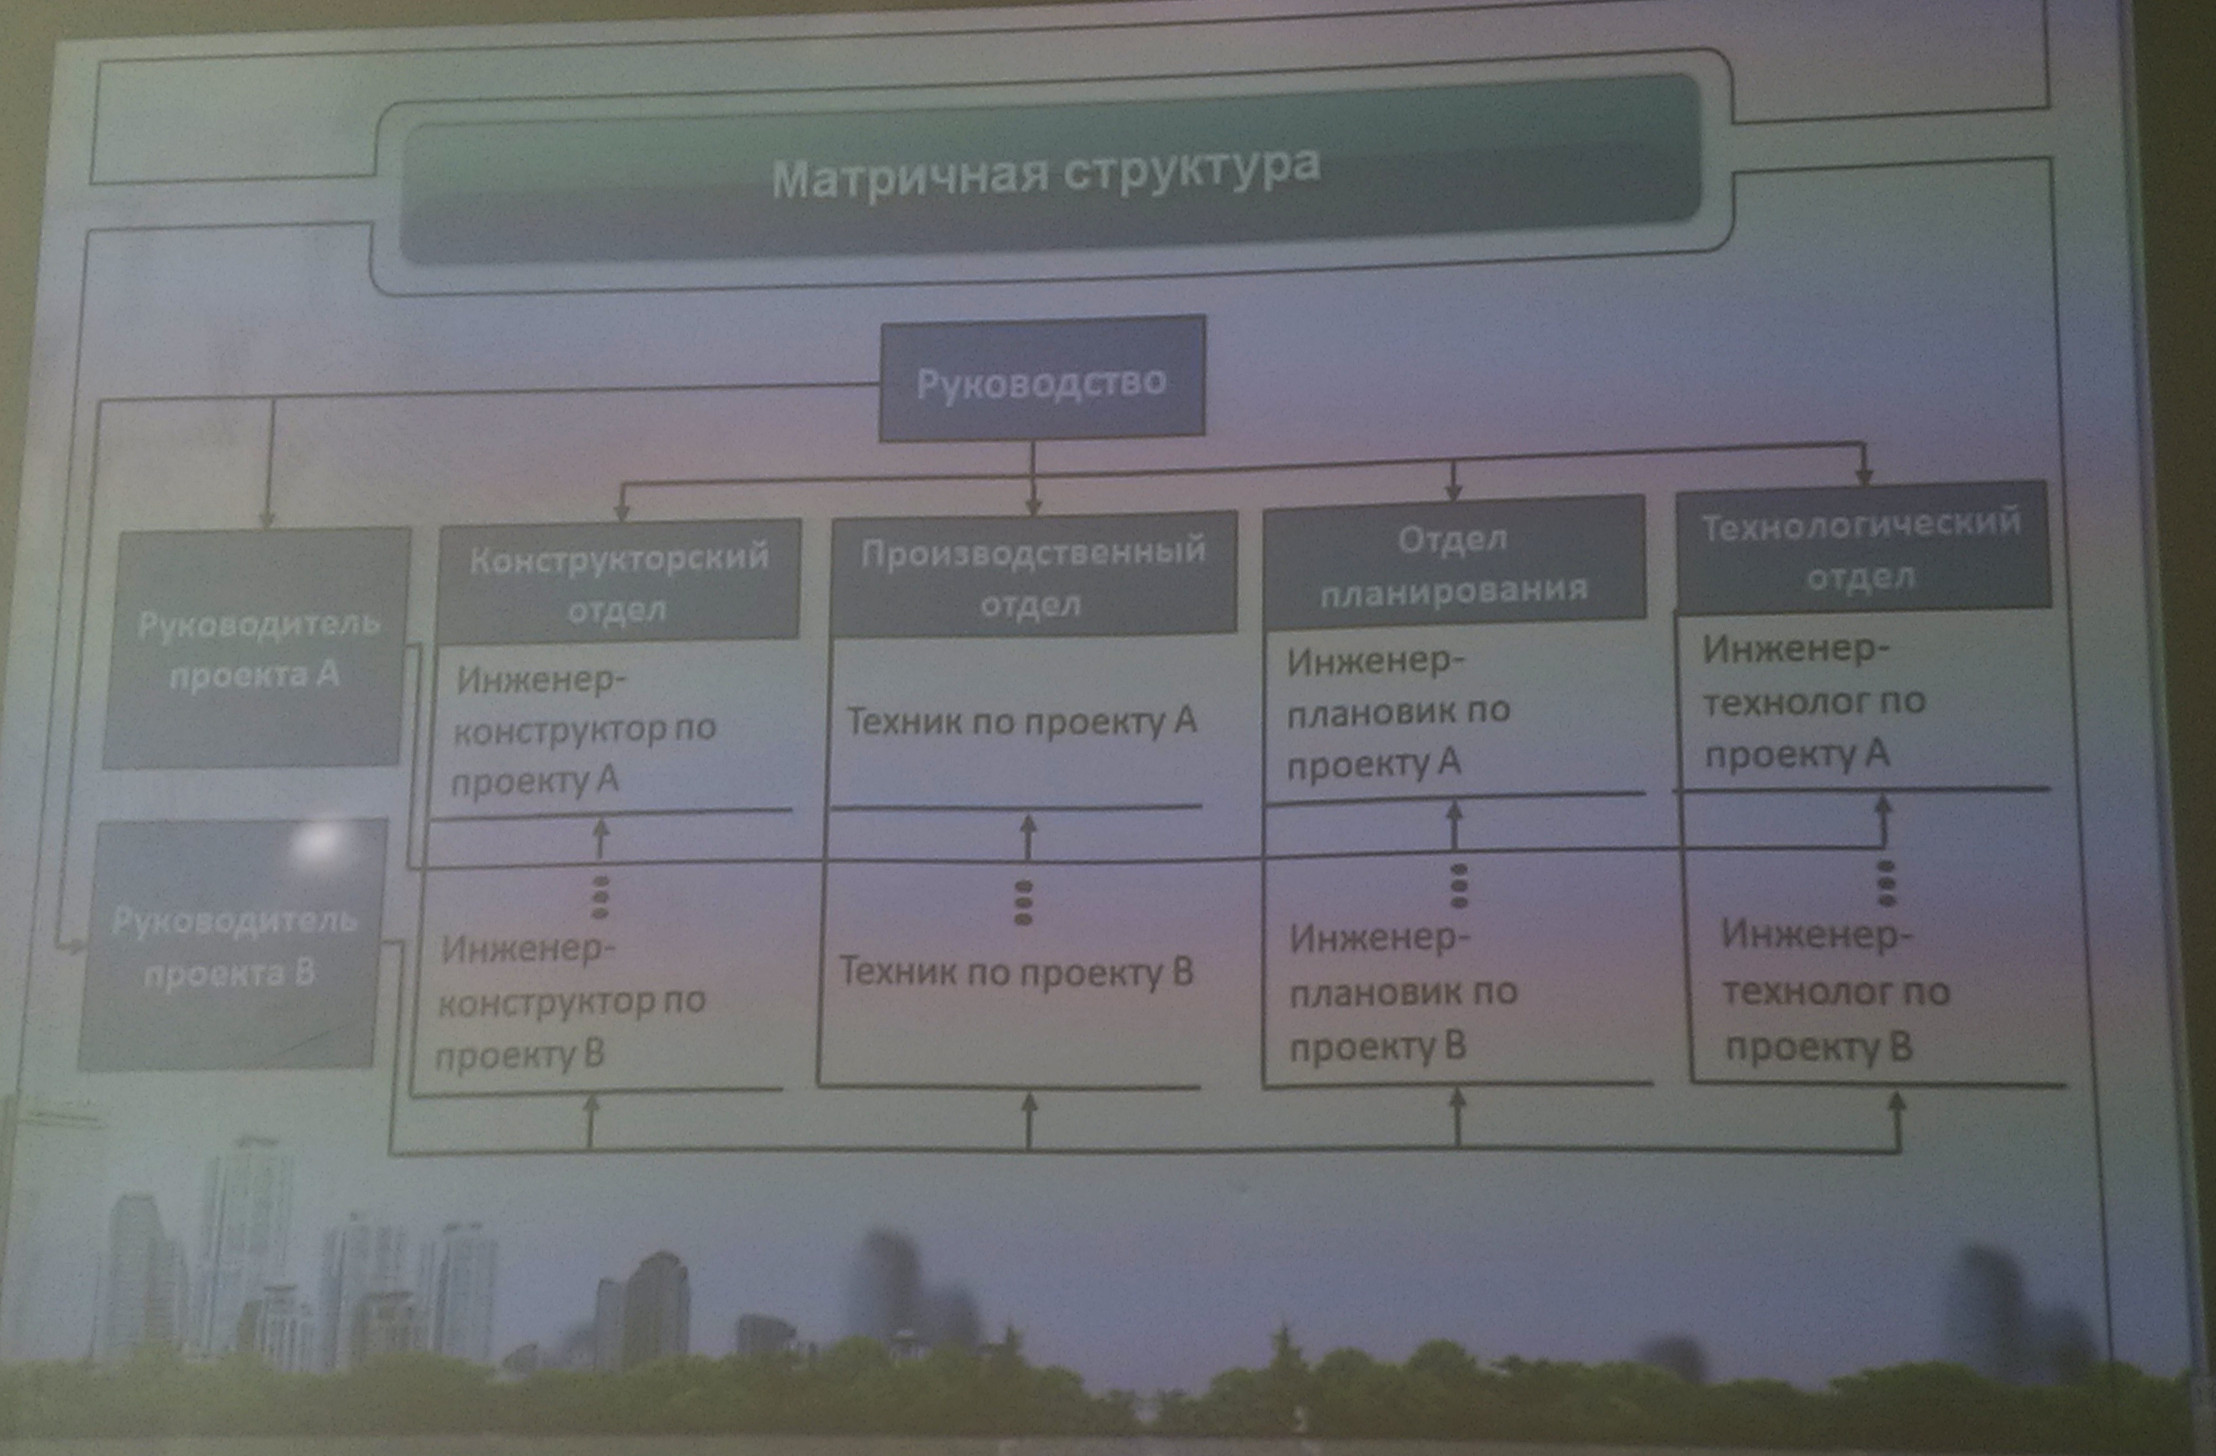 Матричная структура
Руководство
Руководитель
проекта А
Конструкторский
отдел
Производственный
отдел
Отдел
планирования
Технологический
отдел
Инженер-
конструктор по
проекту А
Техник по проекту А
Инженер-
плановик по
проекту А
Инженер-
технолог по
проекту А
Руководитель
проекта В
Инженер-
конструктор по
проекту В
Техник по проекту В
Инженер-
плановик по
проекту В
Инженер-
технолог по
проекту В